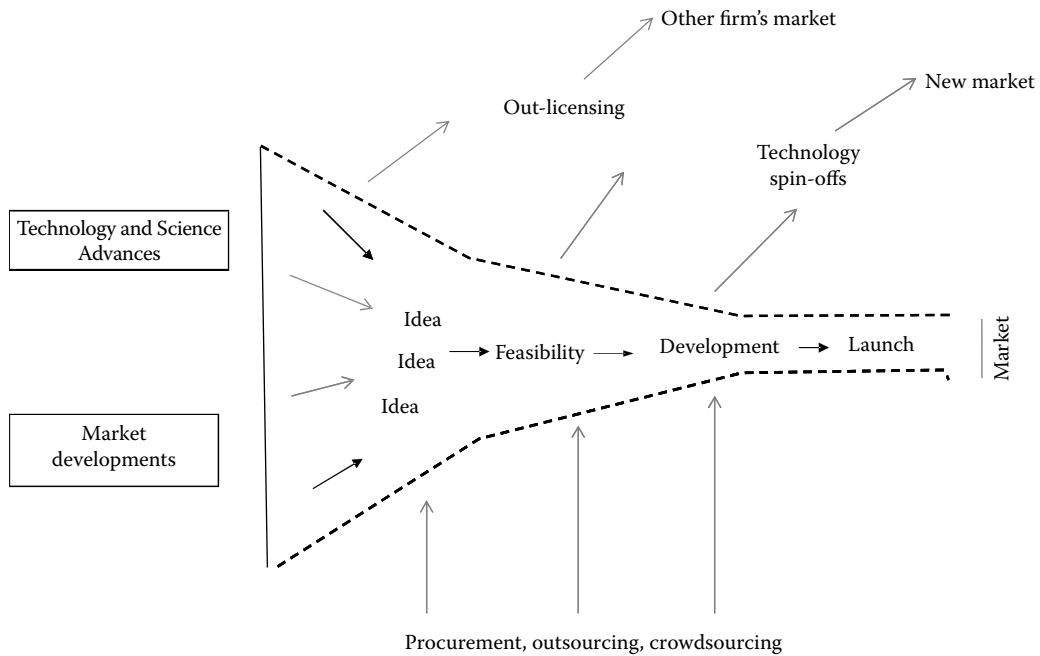 Other firm's market
New market
Out-licensing
Technology
spin-offs
Technology and Science
Advances
Idea
Idea
Feasibility
Development
Launch
Market
Idea
Market
developments
Procurement, outsourcing, crowdsourcing